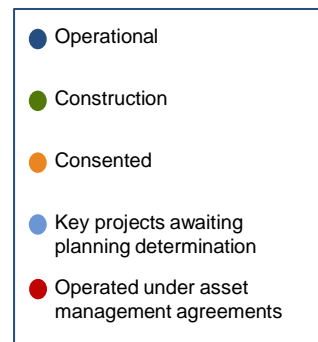 Operational
Construction
Consented
Key projects awaiting
planning determination
Operated under asset
management agreements